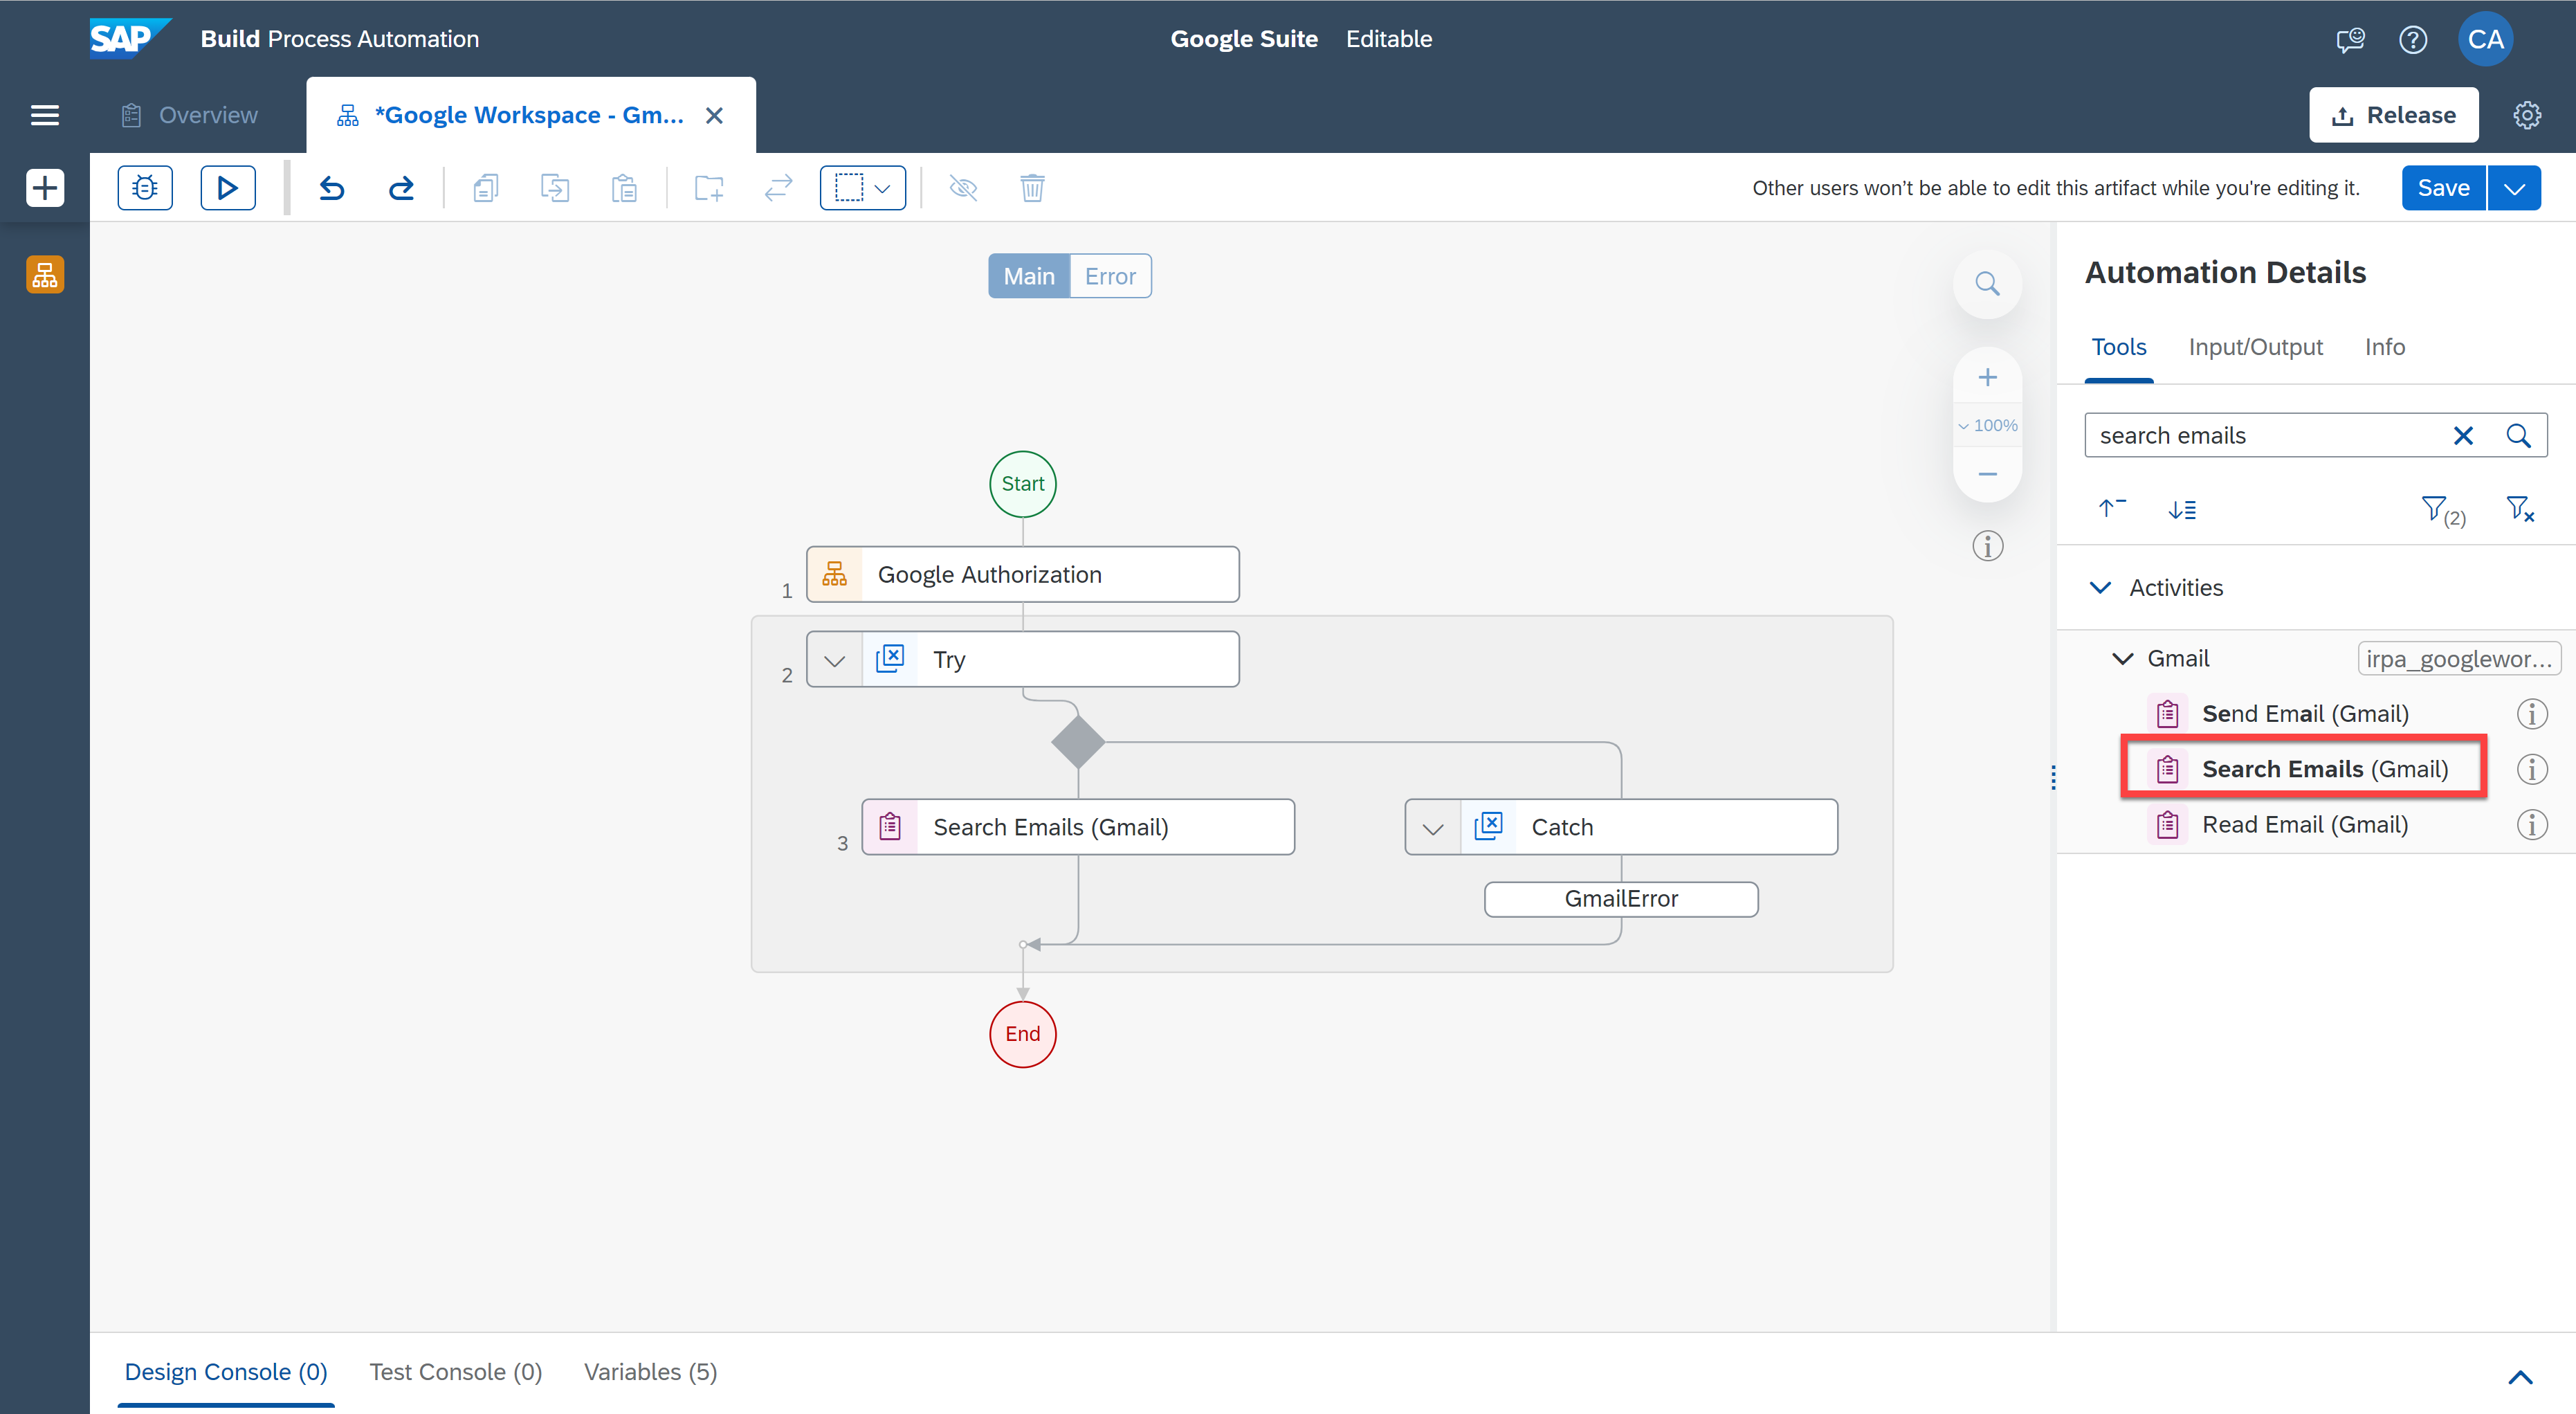 SAP Build Process Automation
Google Suite Editable
CA
Overview
*Google Workspace - Gm...
Release
Other users won't be able to edit this artifact while you're editing it.
Save
Main Error
100%
Start
1 Google Authorization
2 Try
3 Search Emails (Gmail)
Catch
GmailError
End
Automation Details
Tools Input/Output Info
search emails
(2)
Activities
Gmail irpa_googlewor...
Send Email (Gmail)
Search Emails (Gmail)
Read Email (Gmail)
Design Console (0) Test Console (0) Variables (5)